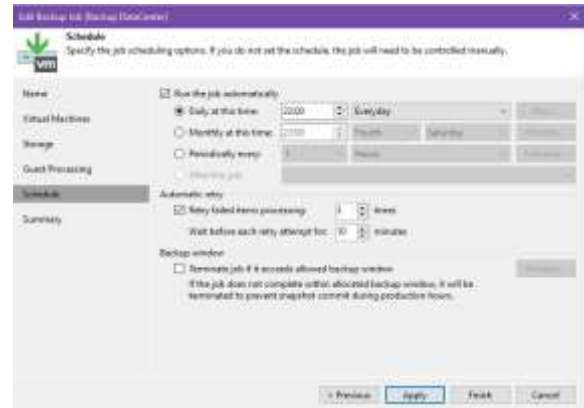 Edit Backup Job [Backup DataCenter]
Schedule
Specify the job scheduling options. If you do not set the schedule, the job will need to be controlled manually.
vm
Name
Virtual Machines
Storage
Guest Processing
Schedule
Summary
Run the job automatically
Daily at this time: 22:00 Everyday
Monthly at this time: 22:00 Fourth Saturday
Periodically every: 1 Hours
After this job:
Automatic retry
Retry failed items processing: 3 times
Wait before each retry attempt for: 10 minutes
Backup window
Terminate job if it exceeds allowed backup window
If the job does not complete within allocated backup window, it will be
terminated to prevent snapshot commit during production hours.
< Previous Apply Finish Cancel